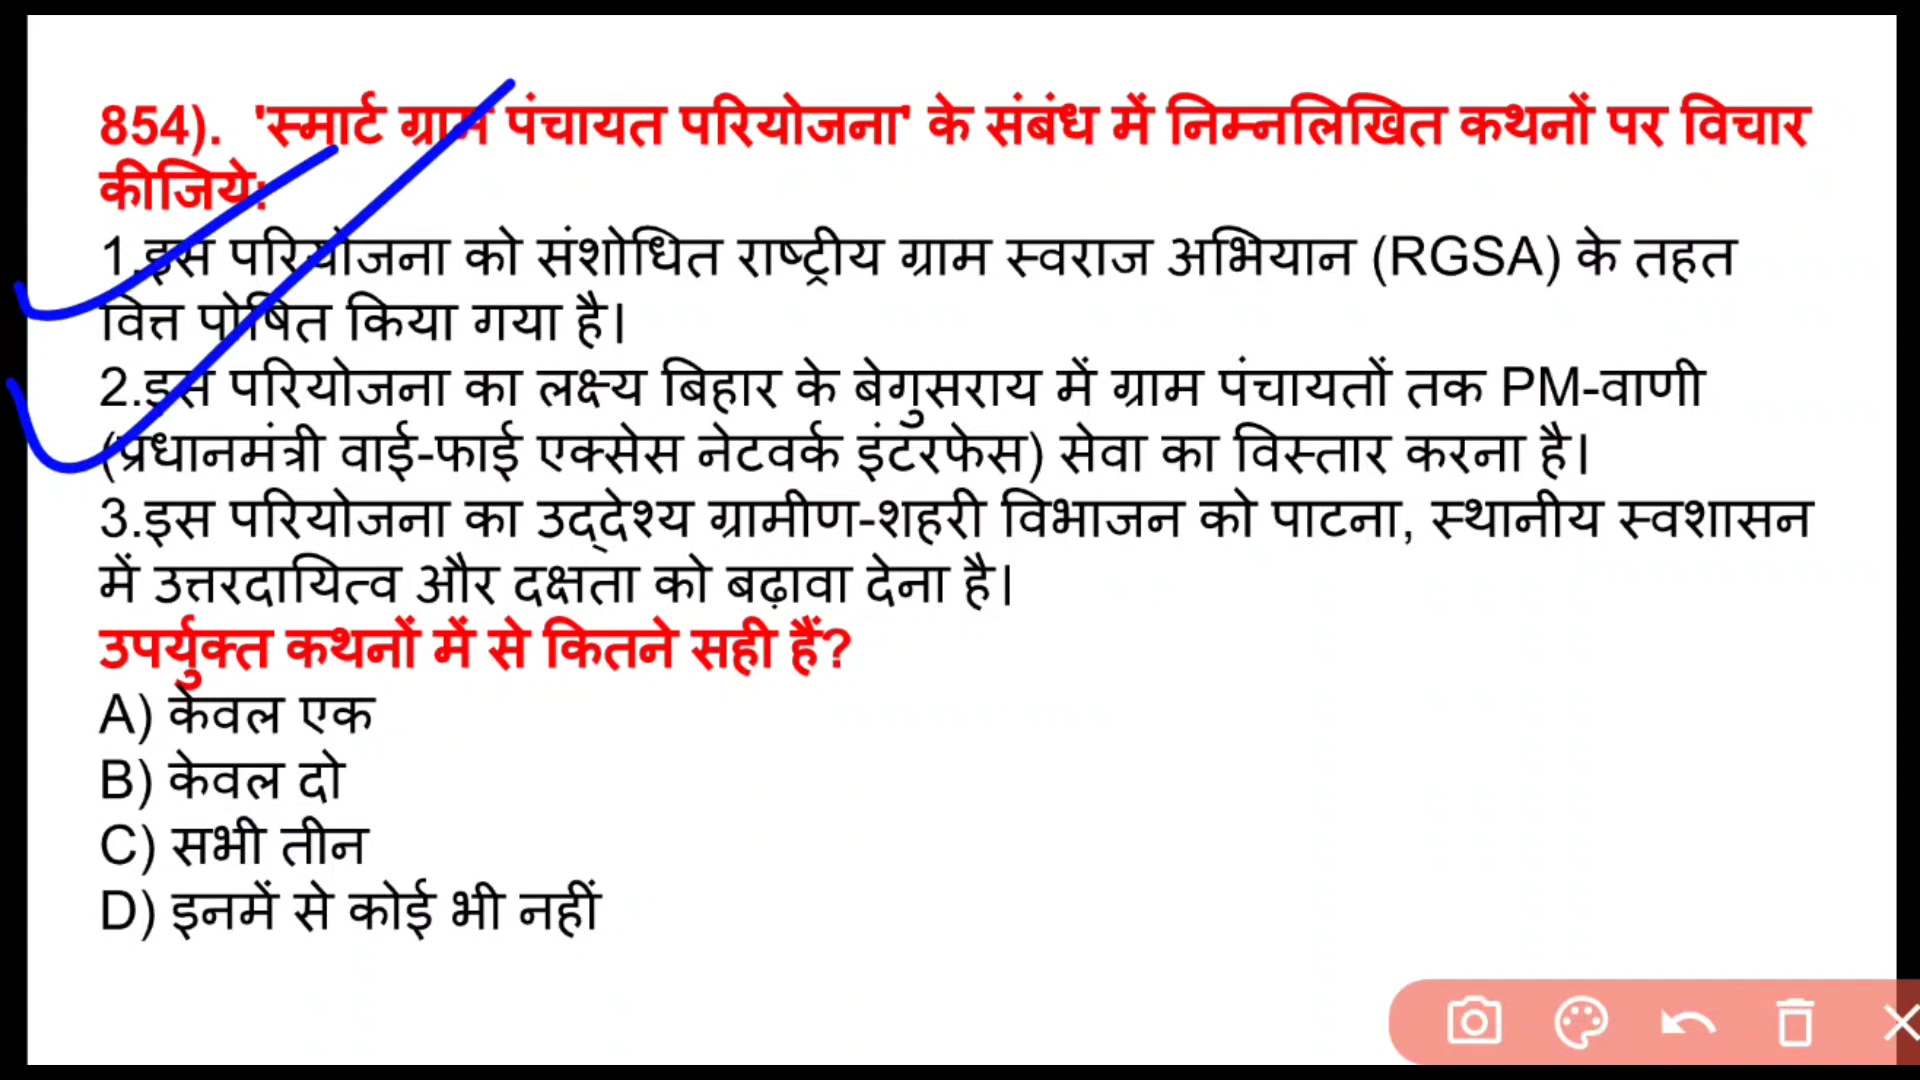 854). 'स्मार्ट ग्राम पंचायत परियोजना' के संबंध में निम्नलिखित कथनों पर विचार
कीजिये:
1.इस परियोजना को संशोधित राष्ट्रीय ग्राम स्वराज अभियान (RGSA) के तहत
वित्त पोषित किया गया है।
2.इस परियोजना का लक्ष्य बिहार के बेगुसराय में ग्राम पंचायतों तक PM-वाणी
(प्रधानमंत्री वाई-फाई एक्सेस नेटवर्क इंटरफेस) सेवा का विस्तार करना है।
3.इस परियोजना का उद्देश्य ग्रामीण-शहरी विभाजन को पाटना, स्थानीय स्वशासन
में उत्तरदायित्व और दक्षता को बढ़ावा देना है।
उपर्युक्त कथनों में से कितने सही हैं?
A) केवल एक
B) केवल दो
C) सभी तीन
D) इनमें से कोई भी नहीं